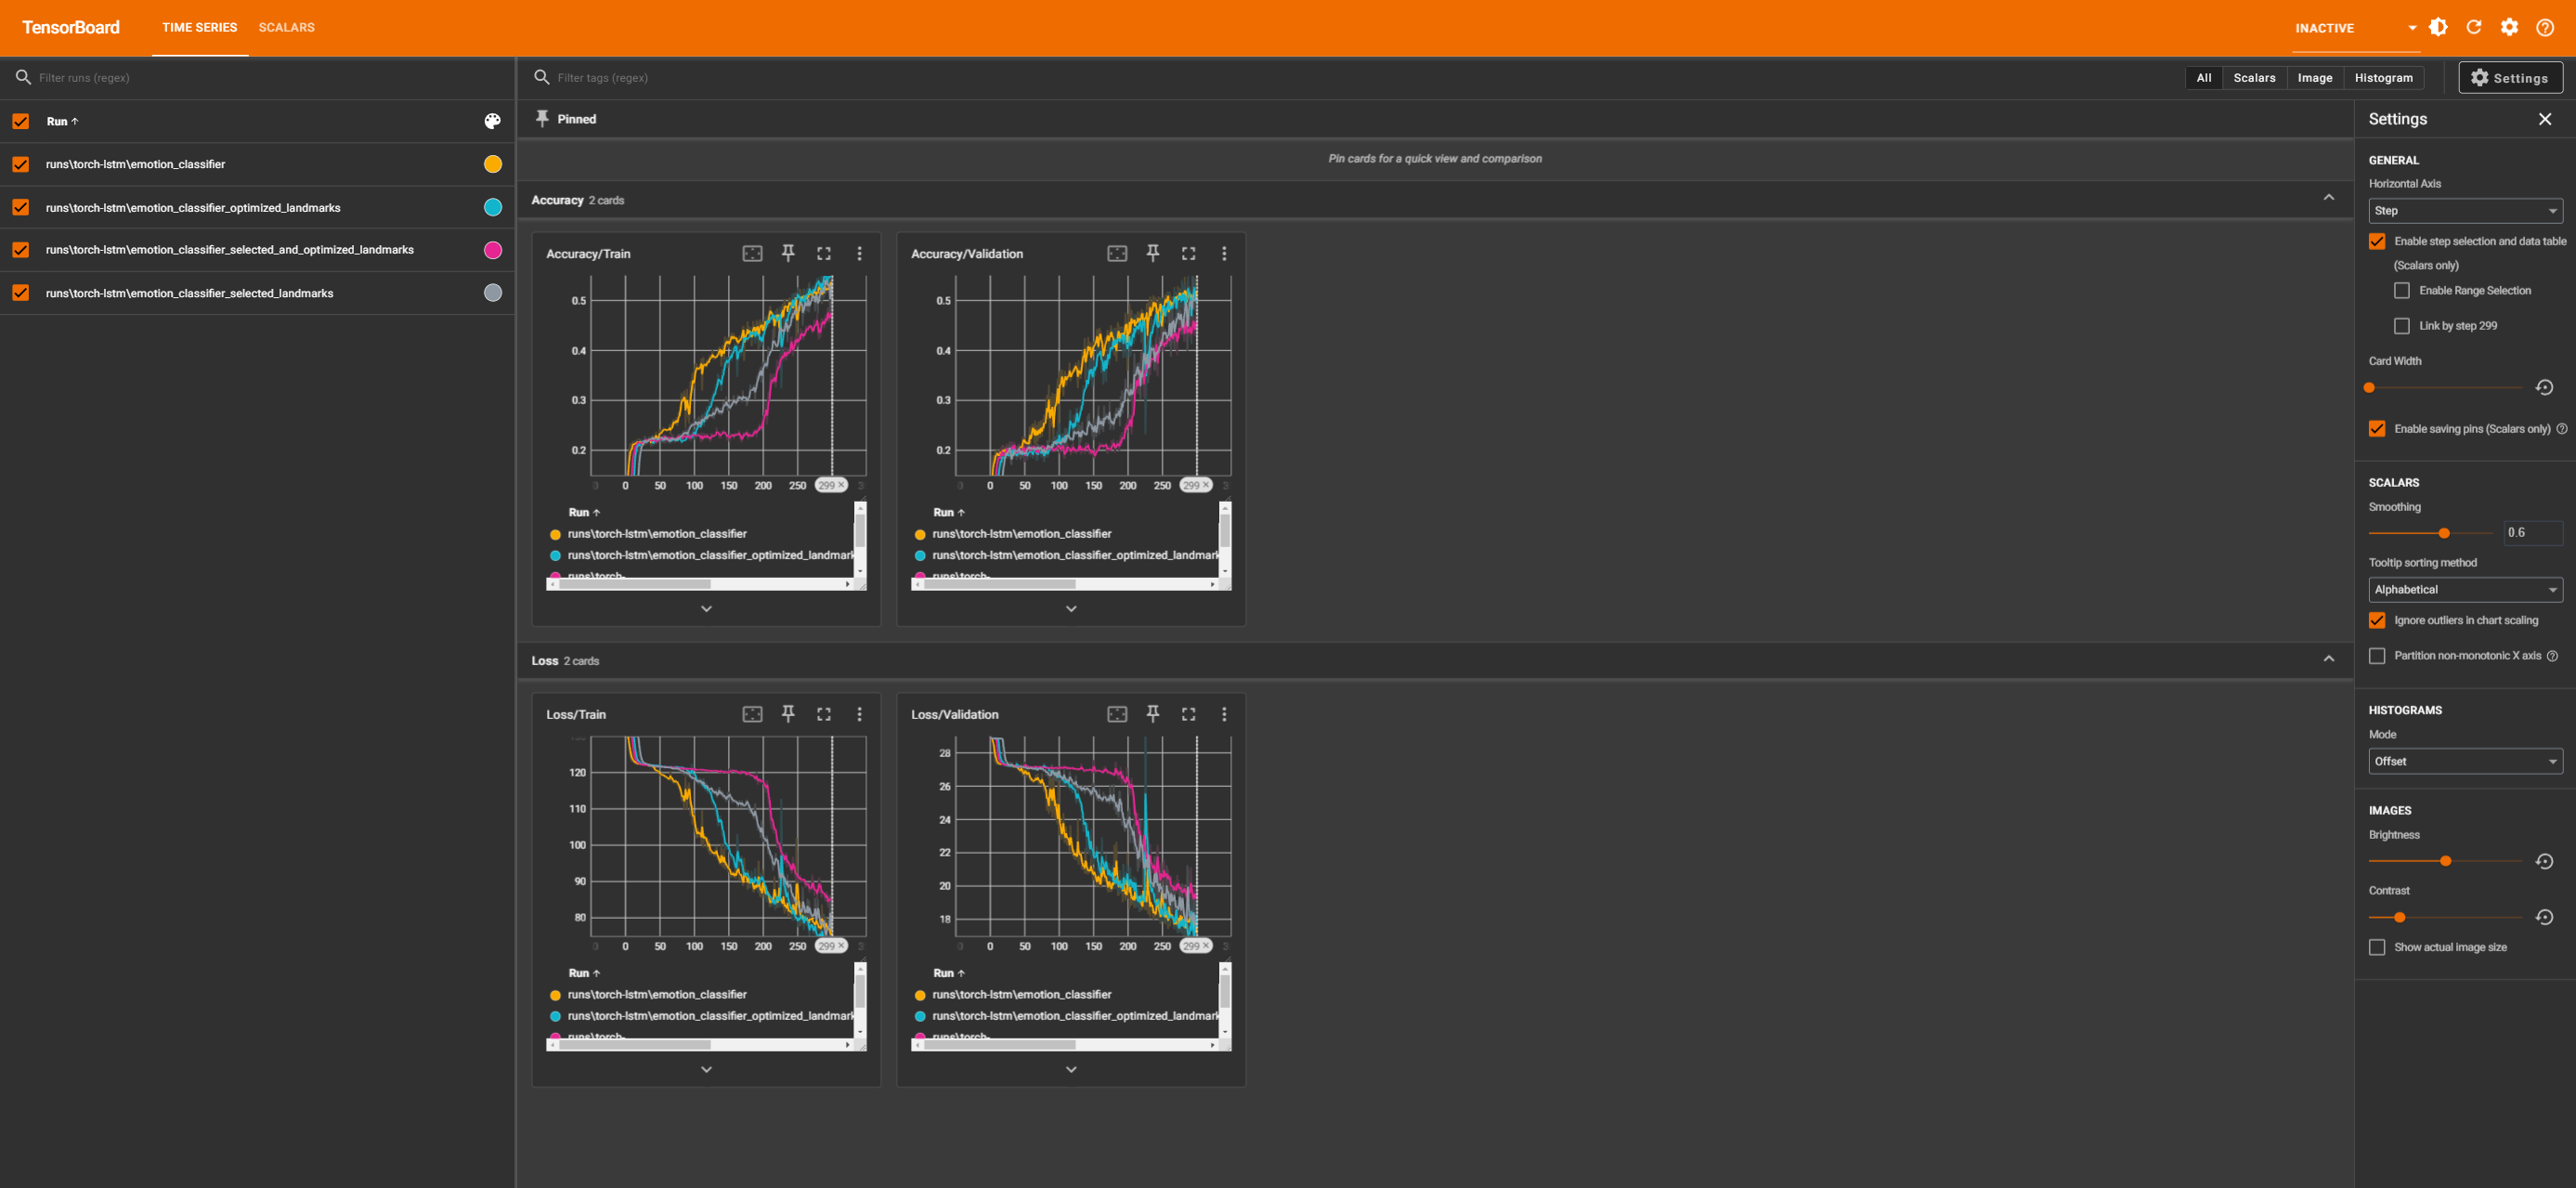 TensorBoard
TIME SERIES
SCALARS
INACTIVE
Filter runs (regex)
Filter tags (regex)
All
Scalars
Image
Histogram
Settings
Run ↑
runs\torch-lstm\emotion_classifier
runs\torch-lstm\emotion_classifier_optimized_landmarks
runs\torch-lstm\emotion_classifier_selected_and_optimized_landmarks
runs\torch-lstm\emotion_classifier_selected_landmarks
Pinned
Pin cards for a quick view and comparison
Accuracy 2 cards
Accuracy/Train
0.5
0.4
0.3
0.2
0 50 100 150 200 250 299 ×
Run ↑
runs\torch-lstm\emotion_classifier
runs\torch-lstm\emotion_classifier_optimized_landmark
runs\torch-
Accuracy/Validation
0.5
0.4
0.3
0.2
0 50 100 150 200 250 299 ×
Run ↑
runs\torch-lstm\emotion_classifier
runs\torch-lstm\emotion_classifier_optimized_landmark
runs\torch-
Loss 2 cards
Loss/Train
120
110
100
90
80
0 50 100 150 200 250 299 ×
Run ↑
runs\torch-lstm\emotion_classifier
runs\torch-lstm\emotion_classifier_optimized_landmark
runs\torch-
Loss/Validation
28
26
24
22
20
18
0 50 100 150 200 250 299 ×
Run ↑
runs\torch-lstm\emotion_classifier
runs\torch-lstm\emotion_classifier_optimized_landmark
runs\torch-
Settings
GENERAL
Horizontal Axis
Step
Enable step selection and data table
(Scalars only)
Enable Range Selection
Link by step 299
Card Width
Enable saving pins (Scalars only)
SCALARS
Smoothing
0.6
Tooltip sorting method
Alphabetical
Ignore outliers in chart scaling
Partition non-monotonic X axis
HISTOGRAMS
Mode
Offset
IMAGES
Brightness
Contrast
Show actual image size